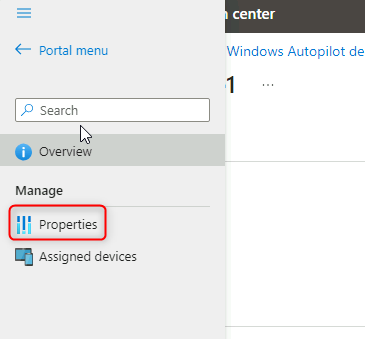 n center
Portal menu
Windows Autopilot de
1 ...
Search
Overview
Manage
Properties
Assigned devices